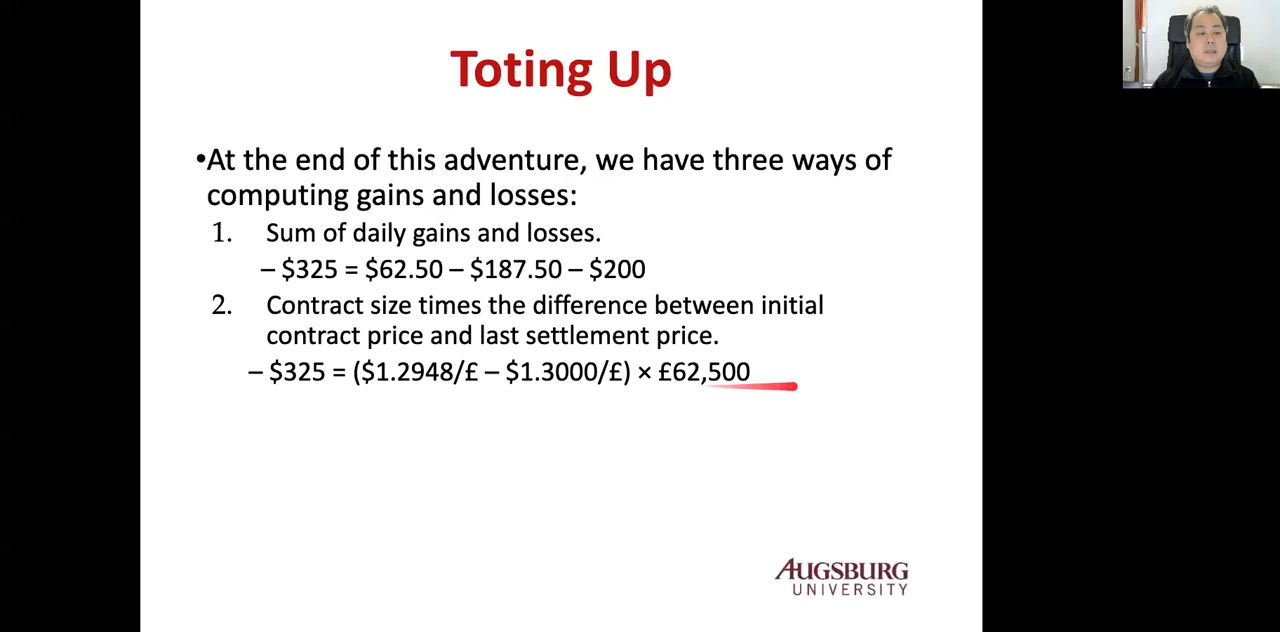 Toting Up
•At the end of this adventure, we have three ways of
computing gains and losses:
1. Sum of daily gains and losses.
– $325 = $62.50 – $187.50 – $200
2. Contract size times the difference between initial
contract price and last settlement price.
– $325 = ($1.2948/£ – $1.3000/£) × £62,500
AUGSBURG
UNIVERSITY